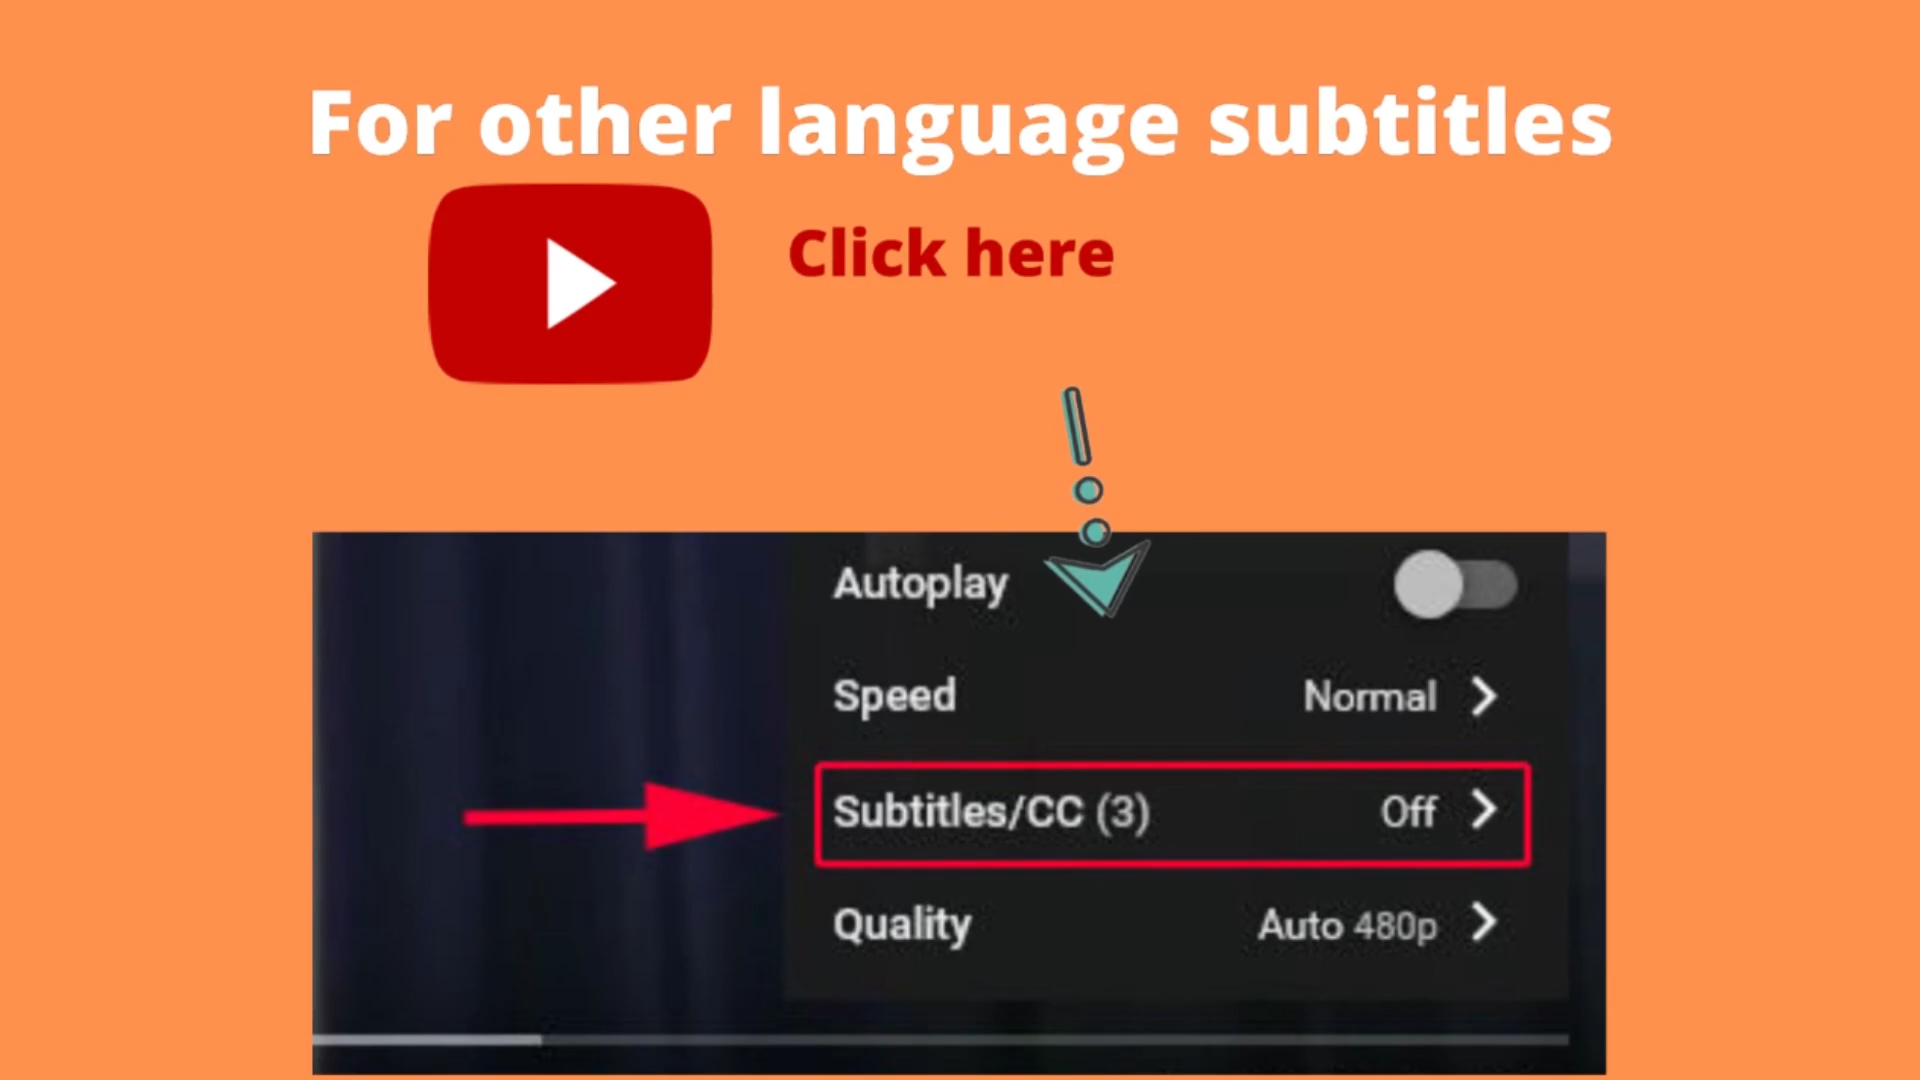 For other language subtitles
Click here
Autoplay
Speed Normal
Subtitles/CC (3) Off
Quality Auto 480p